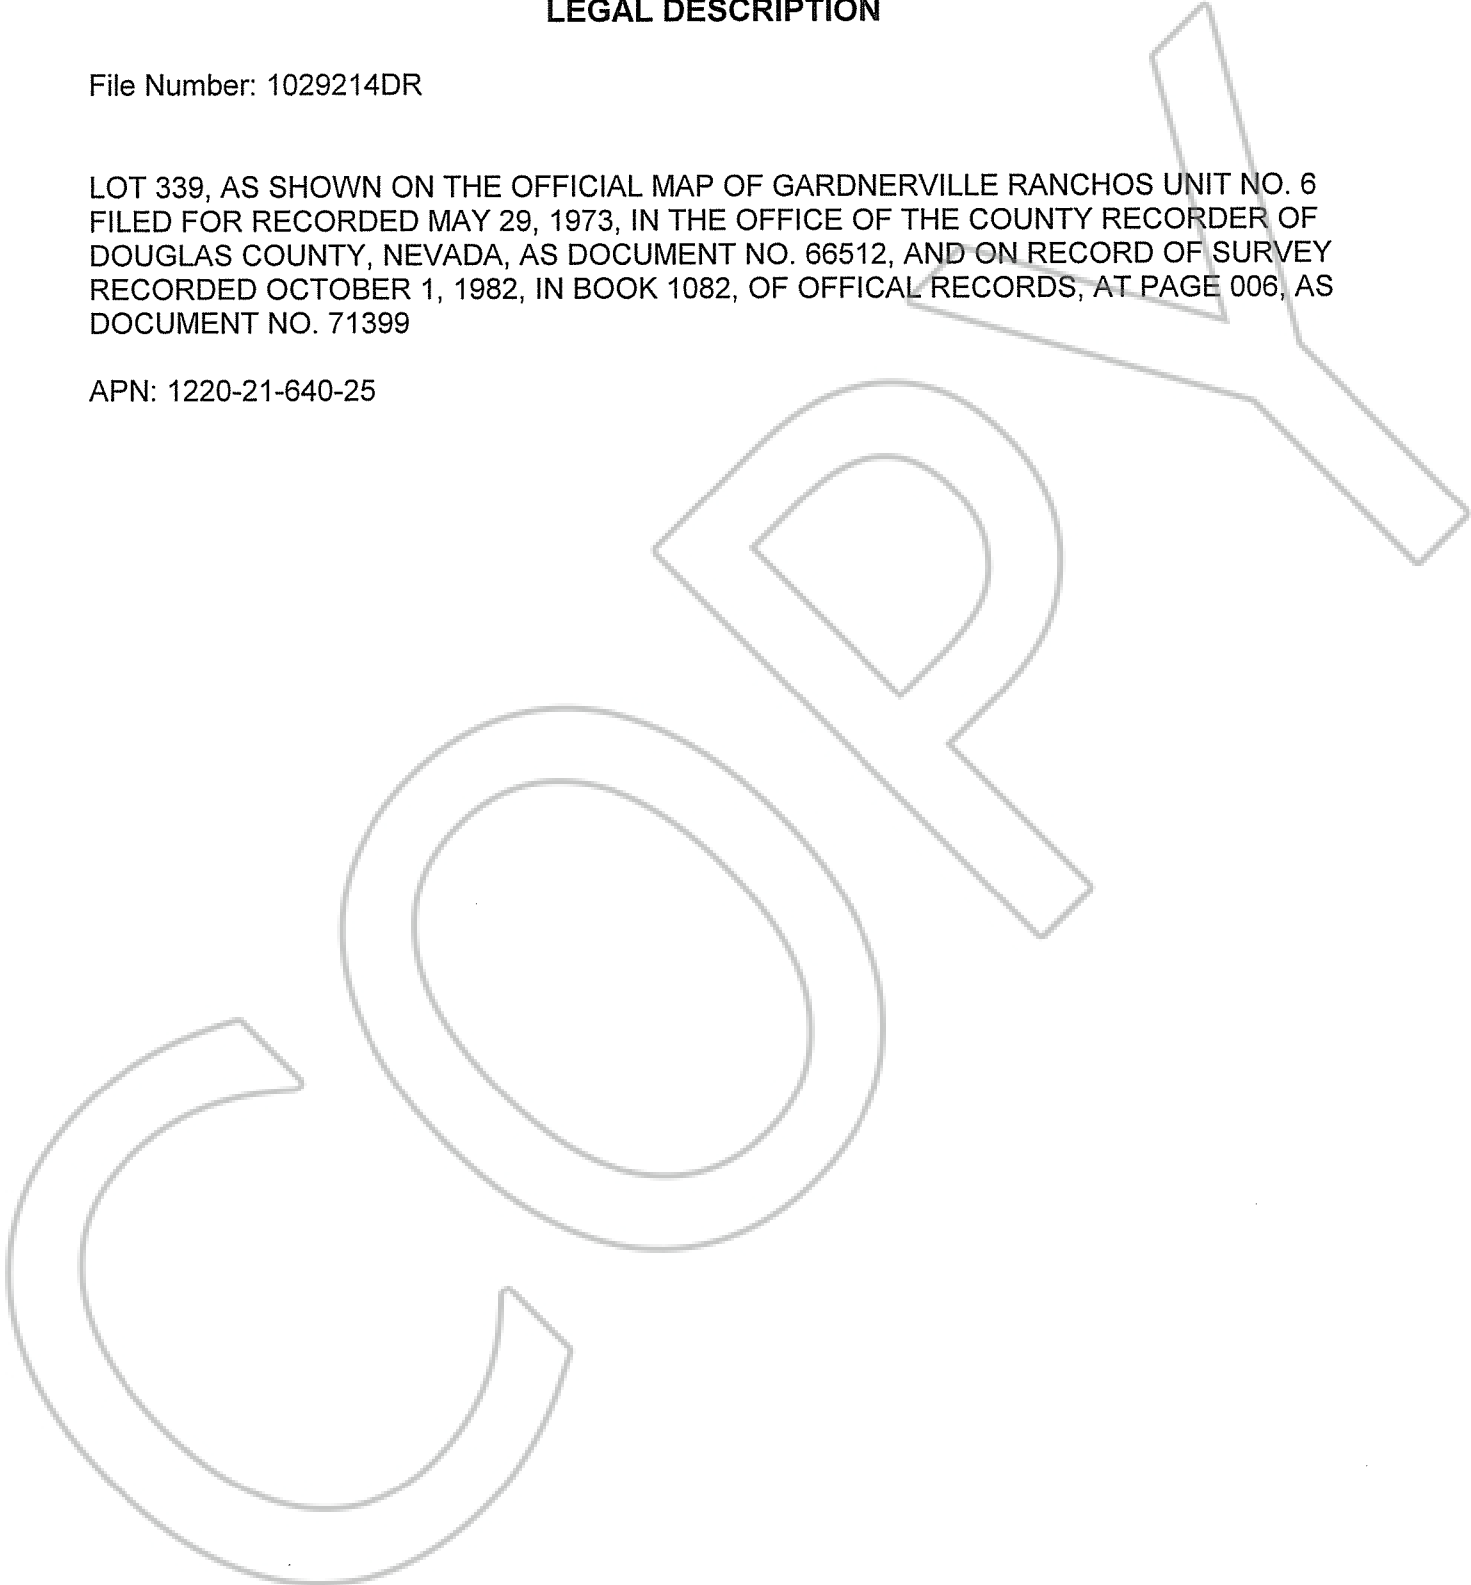 LEGAL DESCRIPTION
File Number: 1029214DR
LOT 339, AS SHOWN ON THE OFFICIAL MAP OF GARDNERVILLE RANCHOS UNIT NO. 6
FILED FOR RECORDED MAY 29, 1973, IN THE OFFICE OF THE COUNTY RECORDER OF
DOUGLAS COUNTY, NEVADA, AS DOCUMENT NO. 66512, AND ON RECORD OF SURVEY
RECORDED OCTOBER 1, 1982, IN BOOK 1082, OF OFFICAL RECORDS, AT PAGE 006, AS
DOCUMENT NO. 71399
APN: 1220-21-640-25
COPY